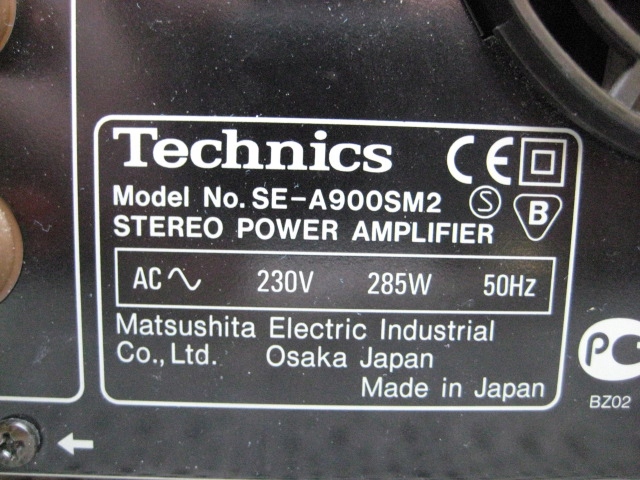 Technics CE
Model No. SE-A900SM2 S B
STEREO POWER AMPLIFIER
AC 230V 285W 50Hz
Matsushita Electric Industrial
Co., Ltd. Osaka Japan
Made in Japan
PC
BZ02